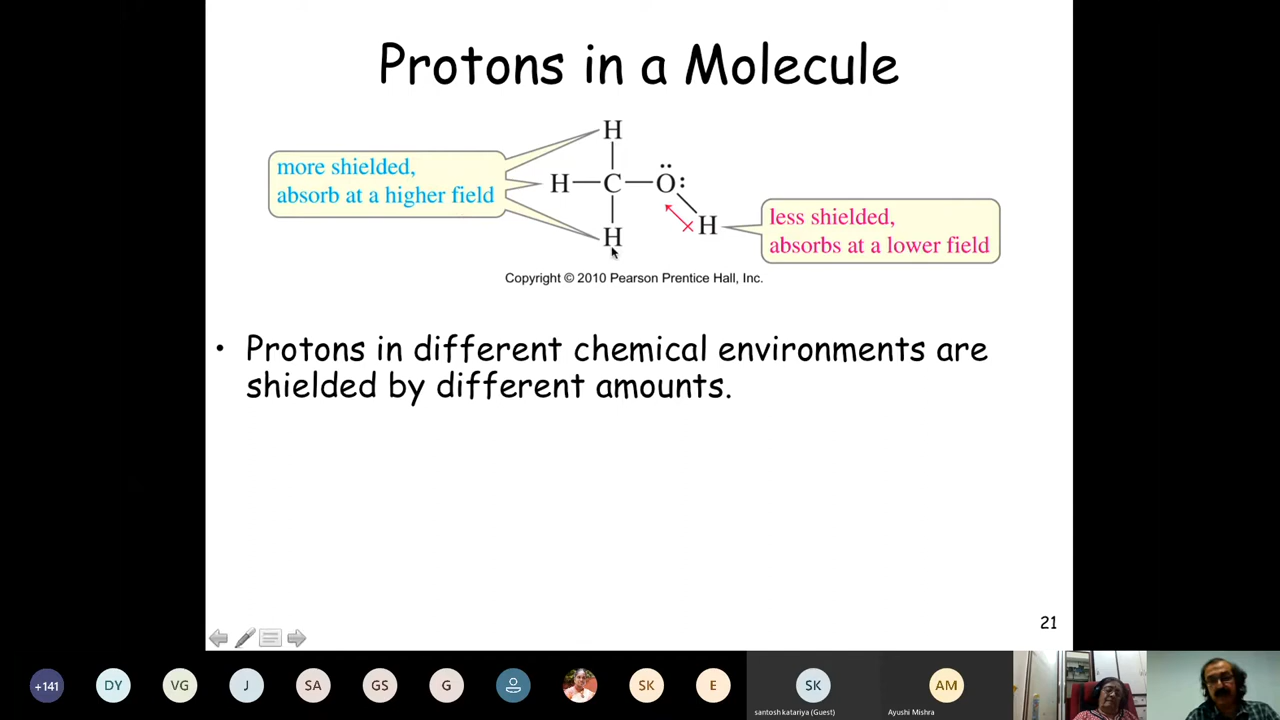 Protons in a Molecule
more shielded,
absorb at a higher field
H
H—C—Ö:
H
H
less shielded,
absorbs at a lower field
Copyright © 2010 Pearson Prentice Hall, Inc.
• Protons in different chemical environments are
shielded by different amounts.
21
+141
DY
VG
J
SA
GS
G
SK
E
SK
santosh katariya (Guest)
AM
Ayushi Mishra